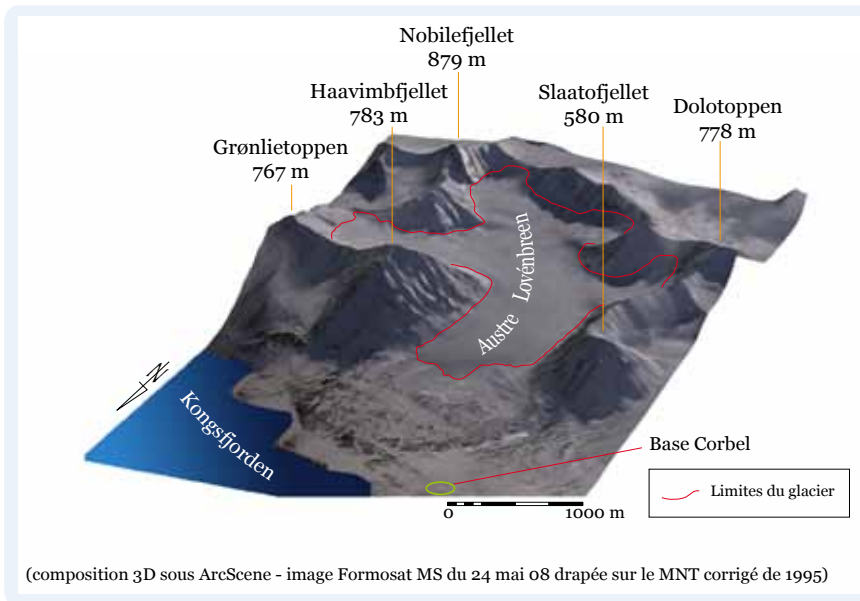 Nobilefjellet
879 m
Haavimbfjellet
783 m
Slaatofjellet
580 m
Dolotoppen
778 m
Grønlietoppen
767 m
Austre Lovénbreen
N
Kongsfjorden
Base Corbel
0 1000 m
Limites du glacier
(composition 3D sous ArcScene - image Formosat MS du 24 mai 08 drapée sur le MNT corrigé de 1995)